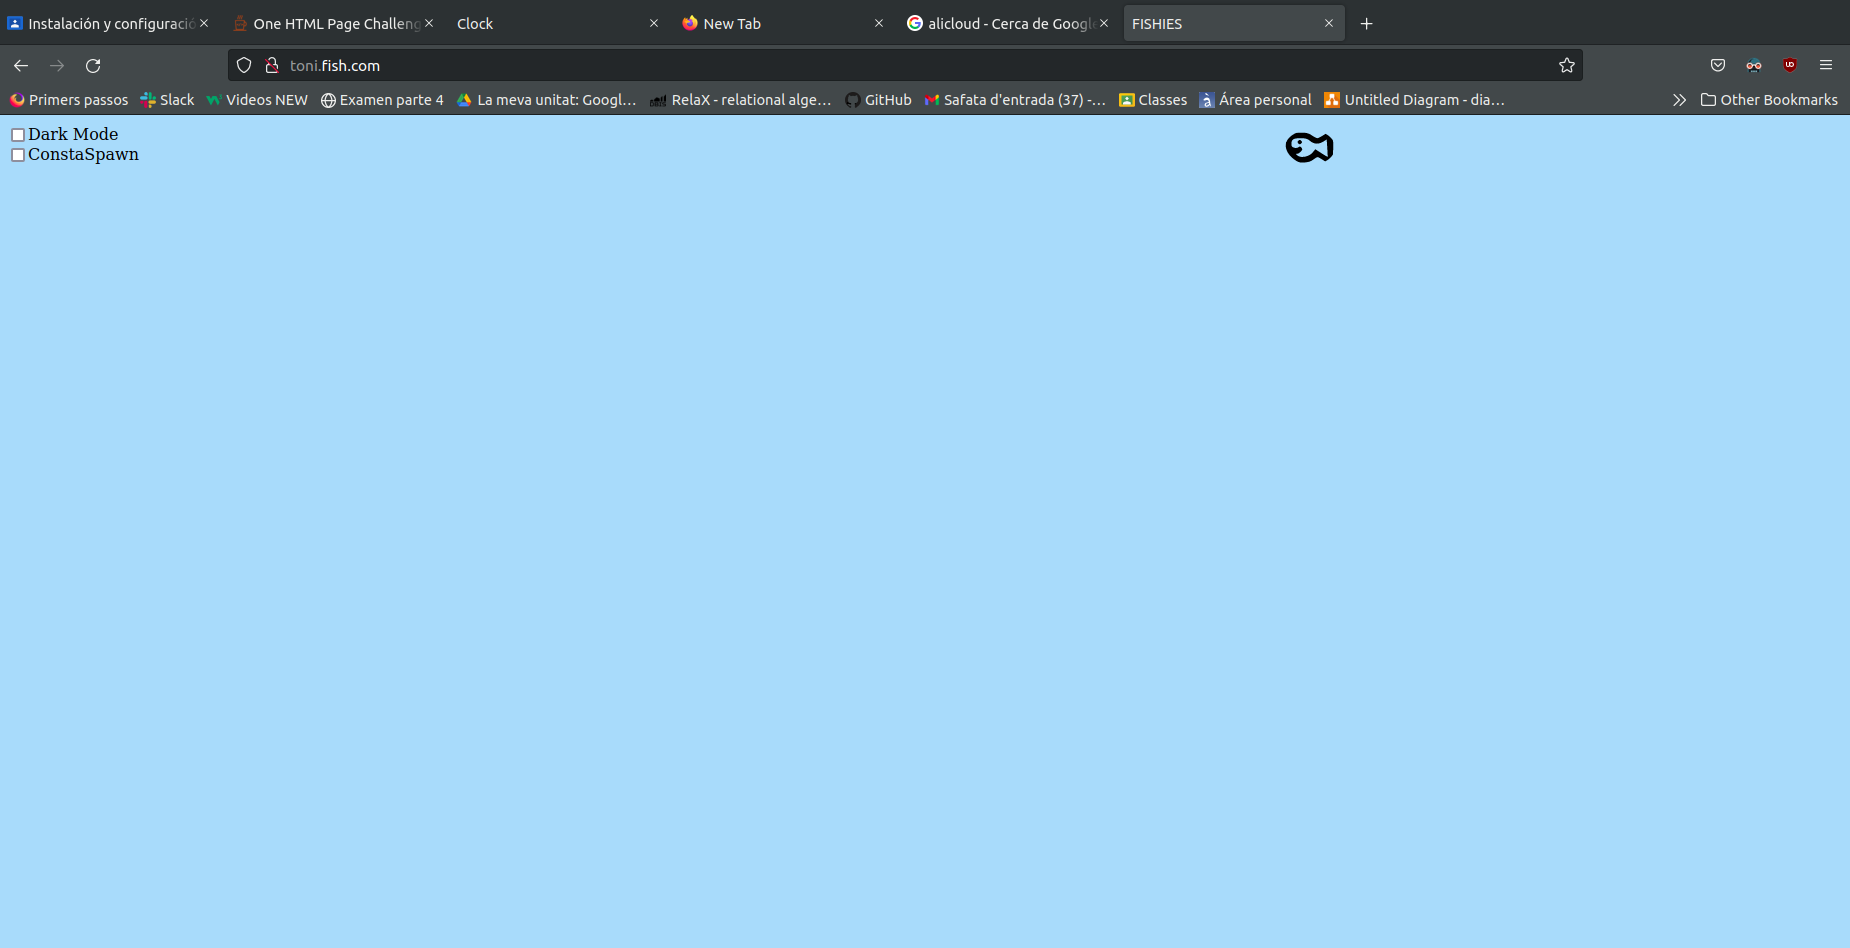 Instalación y configuració
One HTML Page Challeng
Clock
New Tab
alicloud - Cerca de Google
FISHIES
toni.fish.com
Primers passos
Slack
Videos NEW
Examen parte 4
La meva unitat: Googl…
RelaX - relational alge…
GitHub
Safata d'entrada (37) -…
Classes
Área personal
Untitled Diagram - dia…
Other Bookmarks
Dark Mode
ConstaSpawn